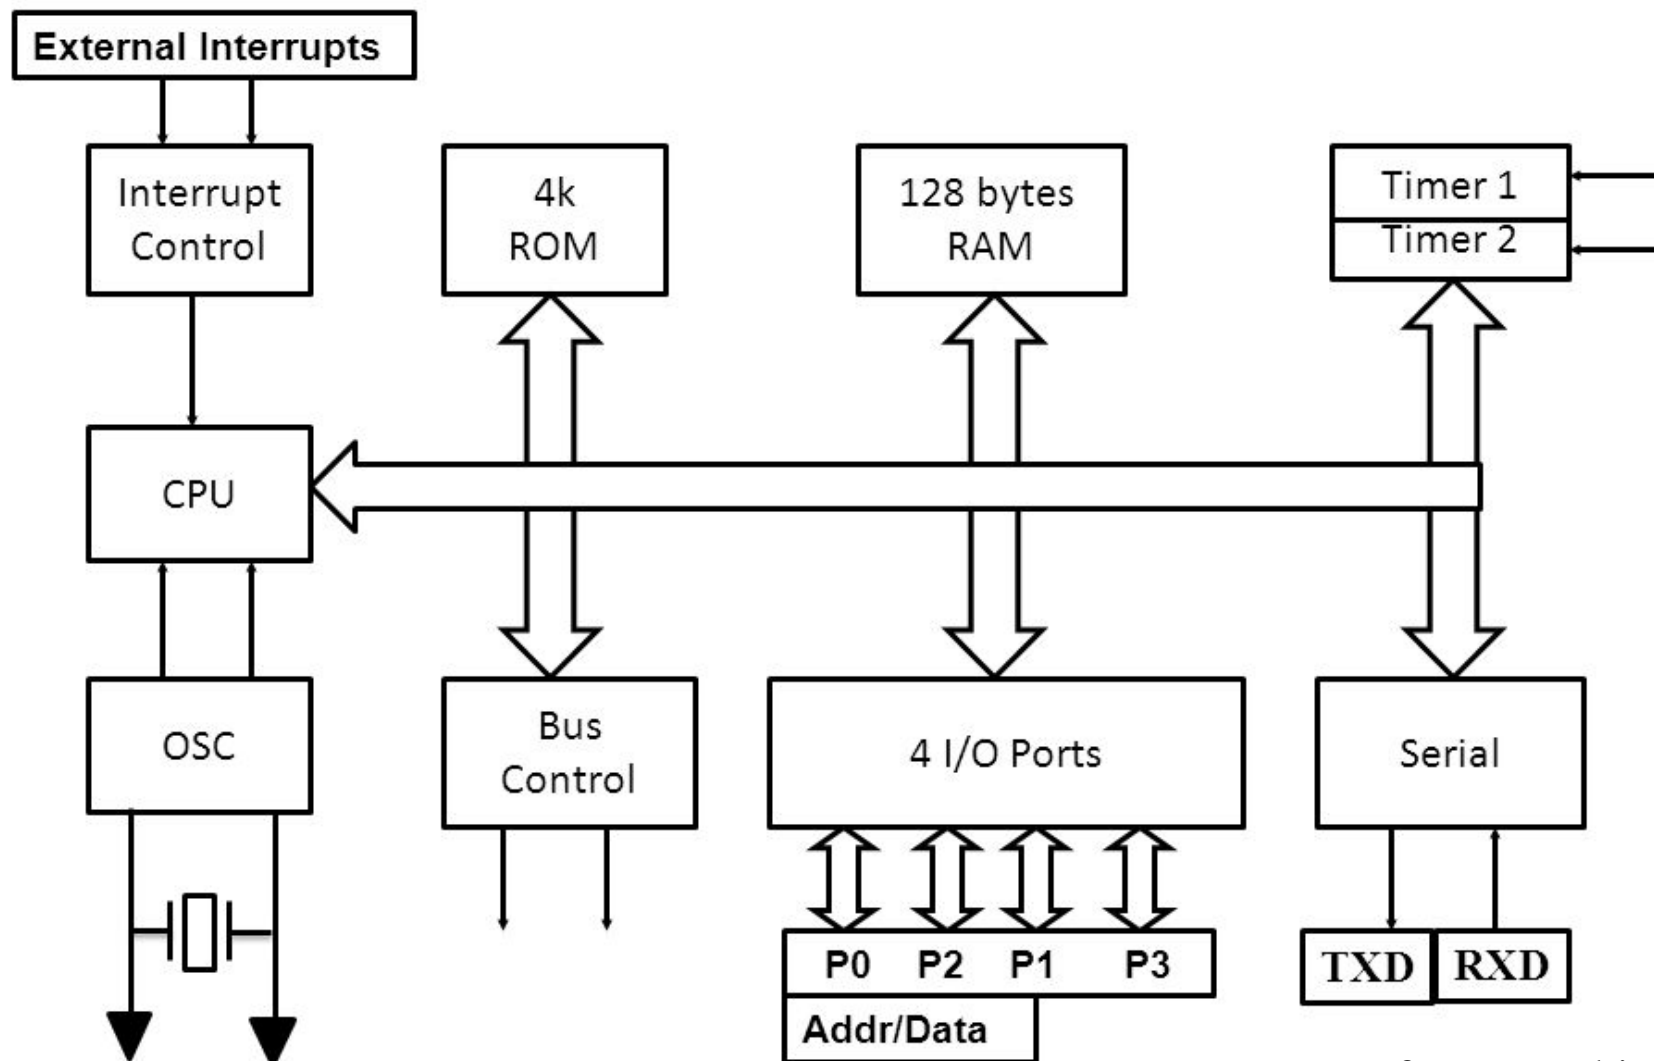 External Interrupts
Interrupt
Control
4k
ROM
128 bytes
RAM
Timer 1
Timer 2
CPU
OSC
Bus
Control
4 I/O Ports
Serial
P0 P2 P1 P3
Addr/Data
TXD RXD